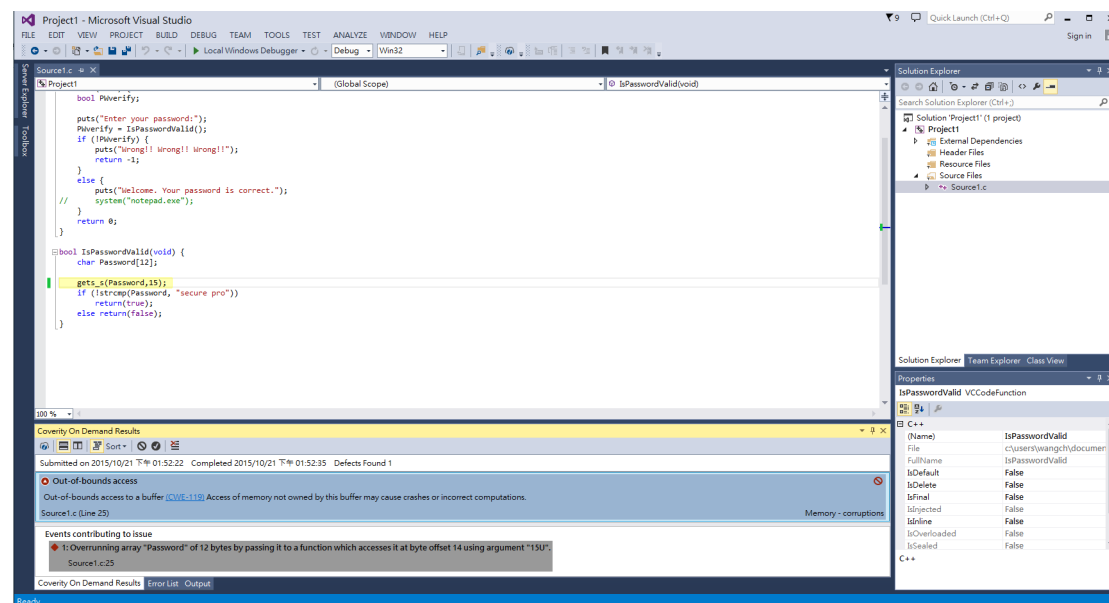 Project1 - Microsoft Visual Studio
9
Quick Launch (Ctrl+Q)
FILE EDIT VIEW PROJECT BUILD DEBUG TEAM TOOLS TEST ANALYZE WINDOW HELP
Sign in
Local Windows Debugger
Debug
Win32
Server Explorer
Toolbox
Source1.c
Project1
(Global Scope)
IsPasswordValid(void)
bool PWverify;
puts("Enter your password:");
PWverify = IsPasswordValid();
if (!PWverify) {
puts("Wrong!! Wrong!! Wrong!!");
return -1;
}
else {
puts("Welcome. Your password is correct.");
// system("notepad.exe");
}
return 0;
}
bool IsPasswordValid(void) {
char Password[12];
gets_s(Password,15);
if (!strcmp(Password, "secure pro"))
return(true);
else return(false);
}
100 %
Solution Explorer
Search Solution Explorer (Ctrl+;)
Solution 'Project1' (1 project)
Project1
External Dependencies
Header Files
Resource Files
Source Files
Source1.c
Solution Explorer Team Explorer Class View
Properties
IsPasswordValid VCCodeFunction
C++
(Name) IsPasswordValid
File c:\users\wangch\documen
FullName IsPasswordValid
IsDefault False
IsDelete False
IsFinal False
IsInjected False
IsInline False
IsOverloaded False
IsSealed False
C++
Coverity On Demand Results
Sort
Submitted on 2015/10/21 下午 01:52:22 Completed 2015/10/21 下午 01:52:35 Defects Found 1
Out-of-bounds access
Out-of-bounds access to a buffer (CWE-119) Access of memory not owned by this buffer may cause crashes or incorrect computations.
Source1.c (Line 25)
Memory - corruptions
Events contributing to issue
1: Overrunning array "Password" of 12 bytes by passing it to a function which accesses it at byte offset 14 using argument "15U".
Source1.c:25
Coverity On Demand Results Error List Output
Ready